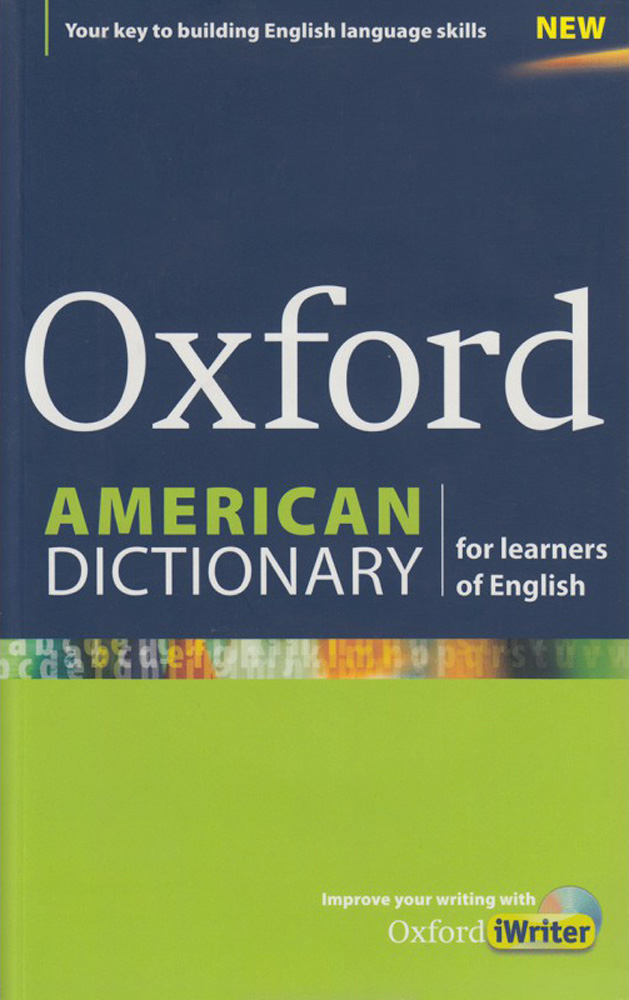 Your key to building English language skills
NEW
Oxford
AMERICAN
DICTIONARY
for learners
of English
Improve your writing with
Oxford iWriter